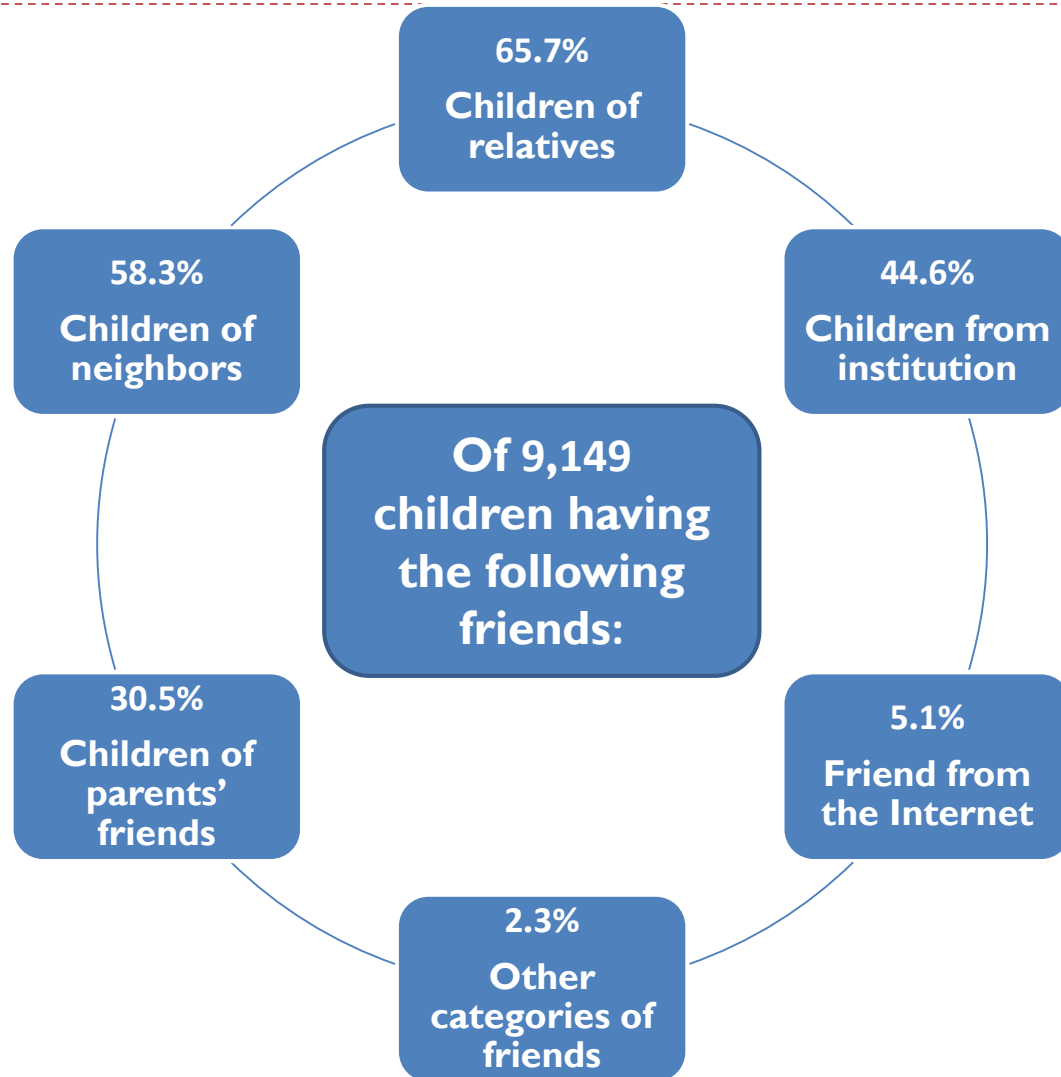 65.7%
Children of
relatives
44.6%
Children from
institution
5.1%
Friend from
the Internet
2.3%
Other
categories of
friends
30.5%
Children of
parents’
friends
58.3%
Children of
neighbors
Of 9,149
children having
the following
friends: